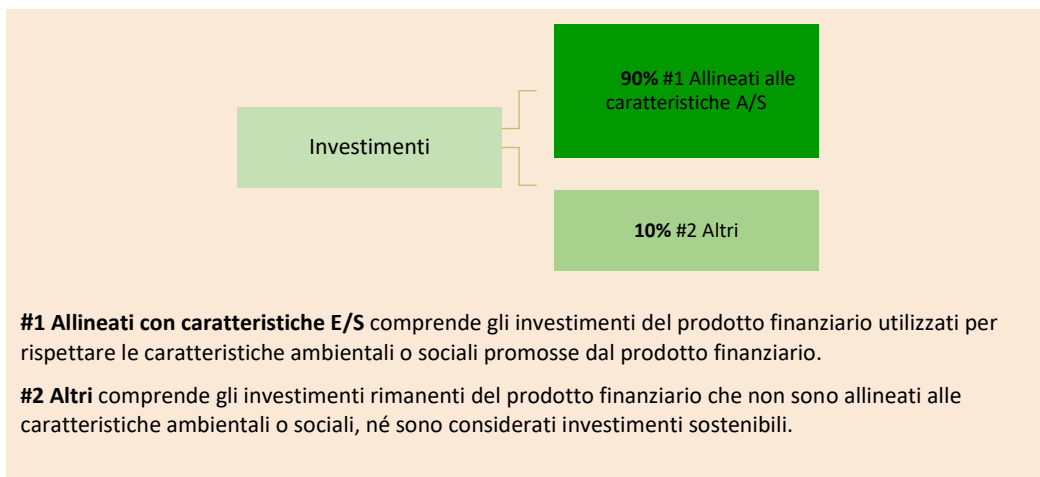 90% #1 Allineati alle
caratteristiche A/S
Investimenti
10% #2 Altri
#1 Allineati con caratteristiche E/S comprende gli investimenti del prodotto finanziario utilizzati per
rispettare le caratteristiche ambientali o sociali promosse dal prodotto finanziario.
#2 Altri comprende gli investimenti rimanenti del prodotto finanziario che non sono allineati alle
caratteristiche ambientali o sociali, né sono considerati investimenti sostenibili.